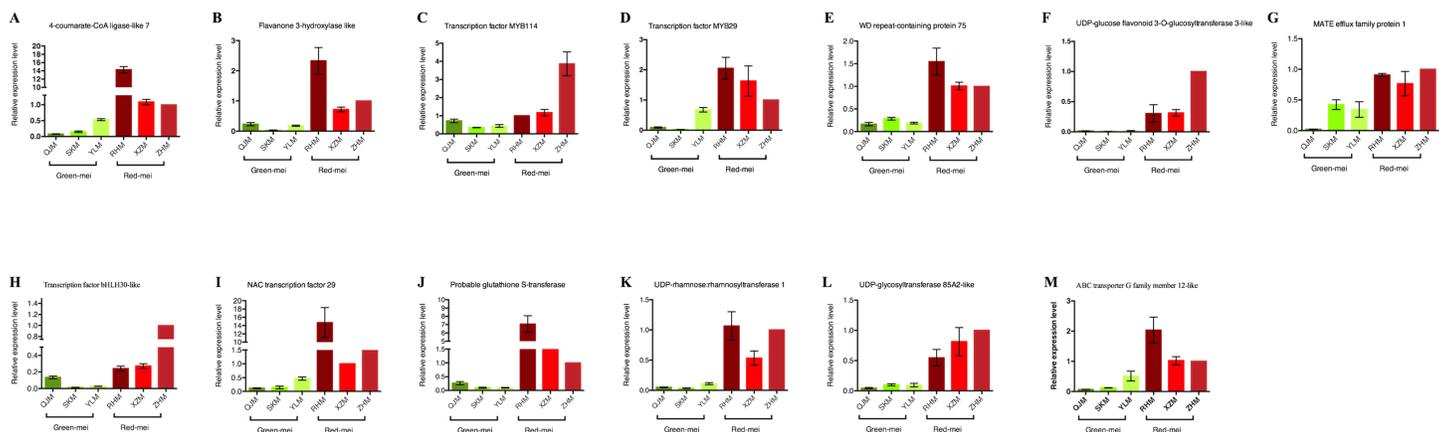 A 4-coumarate-CoA ligase-like 7
Relative expression level
20
18
16
14
12
10
1.0
0.5
0.0
QJM SKM YLM RHM XZM ZHM
Green-mei Red-mei
B Flavanone 3-hydroxylase like
Relative expression level
3
2
1
0
QJM SKM YLM RHM XZM ZHM
Green-mei Red-mei
C Transcription factor MYB114
Relative expression level
5
4
3
2
1
0
QJM SKM YLM RHM XZM ZHM
Green-mei Red-mei
D Transcription factor MYB29
Relative expression level
3
2
1
0
QJM SKM YLM RHM XZM ZHM
Green-mei Red-mei
E WD repeat-containing protein 75
Relative expression level
2.0
1.5
1.0
0.5
0.0
QJM SKM YLM RHM XZM ZHM
Green-mei Red-mei
F UDP-glucose flavonoid 3-O-glucosyltransferase 3-like
Relative expression level
1.5
1.0
0.5
0.0
QJM SKM YLM RHM XZM ZHM
Green-mei Red-mei
G MATE efflux family protein 1
Relative expression level
1.5
1.0
0.5
0.0
QJM SKM YLM RHM XZM ZHM
Green-mei Red-mei
H Transcription factor bHLH30-like
Relative expression level
1.4
1.2
1.0
0.8
0.4
0.2
0.0
QJM SKM YLM RHM XZM ZHM
Green-mei Red-mei
I NAC transcription factor 29
Relative expression level
20
18
16
14
12
10
1.5
1.0
0.5
0.0
QJM SKM YLM RHM XZM ZHM
Green-mei Red-mei
J Probable glutathione S-transferase
Relative expression level
10
9
8
7
6
5
1.5
1.0
0.5
0.0
QJM SKM YLM RHM XZM ZHM
Green-mei Red-mei
K UDP-rhamnose:rhamnosyltransferase 1
Relative expression level
1.5
1.0
0.5
0.0
QJM SKM YLM RHM XZM ZHM
Green-mei Red-mei
L UDP-glycosyltransferase 85A2-like
Relative expression level
1.5
1.0
0.5
0.0
QJM SKM YLM RHM XZM ZHM
Green-mei Red-mei
M ABC transporter G family member 12-like
Relative expression level
3
2
1
0
QJM SKM YLM RHM XZM ZHM
Green-mei Red-mei